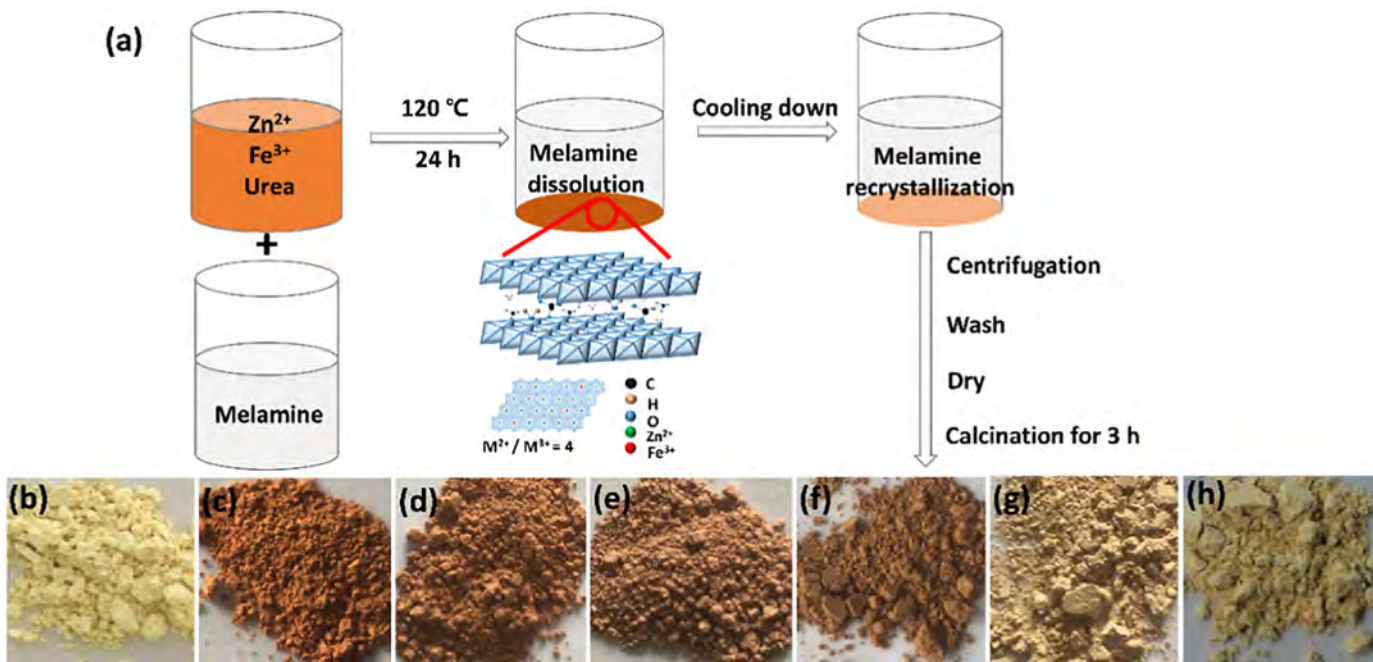 (a)
Zn²⁺
Fe³⁺
Urea
+
Melamine
120 ℃
24 h
Melamine
dissolution
Cooling down
Melamine
recrystallization
C
H
O
Zn²⁺
Fe³⁺
M²⁺ / M³⁺ = 4
Centrifugation
Wash
Dry
Calcination for 3 h
(b)
(c)
(d)
(e)
(f)
(g)
(h)